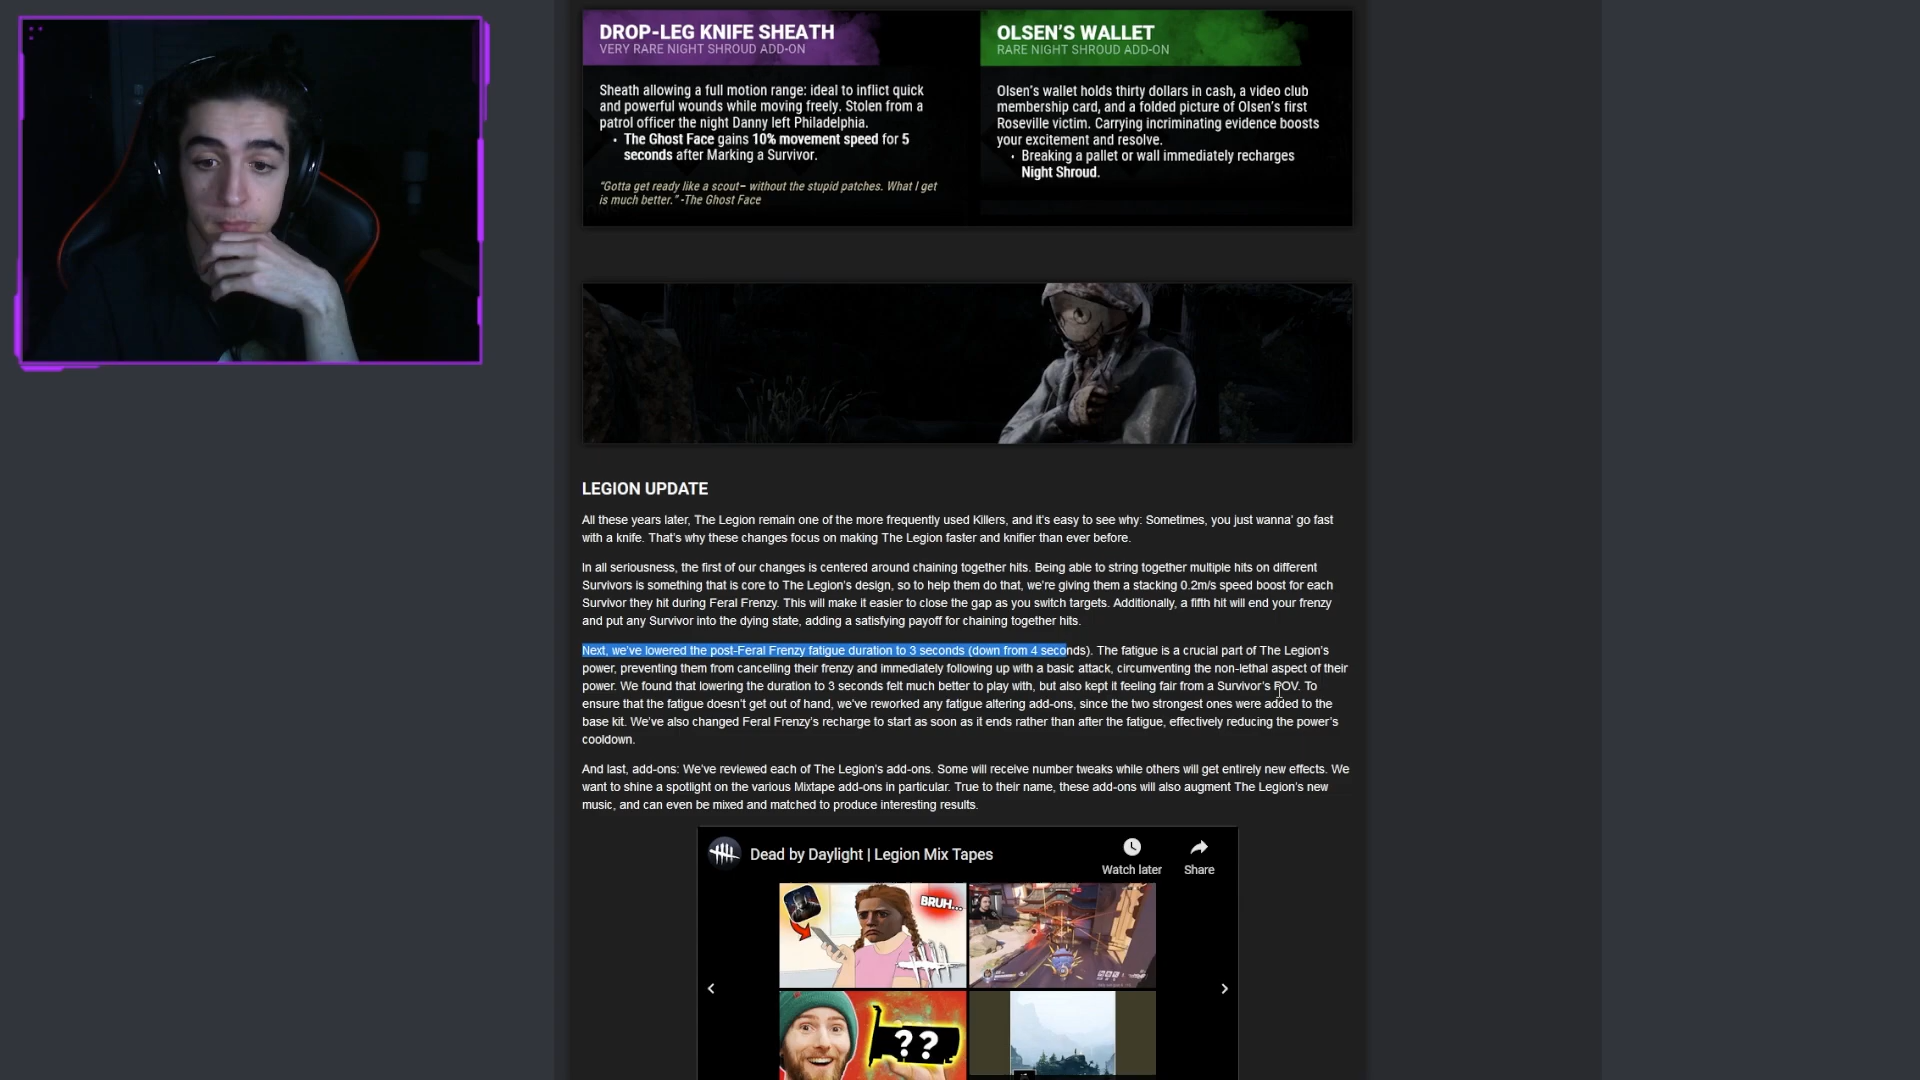 DROP-LEG KNIFE SHEATH
VERY RARE NIGHT SHROUD ADD-ON
Sheath allowing a full motion range: ideal to inflict quick
and powerful wounds while moving freely. Stolen from a
patrol officer the night Danny left Philadelphia.
• The Ghost Face gains 10% movement speed for 5
seconds after Marking a Survivor.
"Gotta get ready like a scout– without the stupid patches. What I get
is much better." -The Ghost Face
OLSEN'S WALLET
RARE NIGHT SHROUD ADD-ON
Olsen's wallet holds thirty dollars in cash, a video club
membership card, and a folded picture of Olsen's first
Roseville victim. Carrying incriminating evidence boosts
your excitement and resolve.
• Breaking a pallet or wall immediately recharges
Night Shroud.
LEGION UPDATE
All these years later, The Legion remain one of the more frequently used Killers, and it's easy to see why: Sometimes, you just wanna' go fast
with a knife. That's why these changes focus on making The Legion faster and knifier than ever before.
In all seriousness, the first of our changes is centered around chaining together hits. Being able to string together multiple hits on different
Survivors is something that is core to The Legion's design, so to help them do that, we're giving them a stacking 0.2m/s speed boost for each
Survivor they hit during Feral Frenzy. This will make it easier to close the gap as you switch targets. Additionally, a fifth hit will end your frenzy
and put any Survivor into the dying state, adding a satisfying payoff for chaining together hits.
Next, we've lowered the post-Feral Frenzy fatigue duration to 3 seconds (down from 4 seconds). The fatigue is a crucial part of The Legion's
power, preventing them from cancelling their frenzy and immediately following up with a basic attack, circumventing the non-lethal aspect of their
power. We found that lowering the duration to 3 seconds felt much better to play with, but also kept it feeling fair from a Survivor's POV. To
ensure that the fatigue doesn't get out of hand, we've reworked any fatigue altering add-ons, since the two strongest ones were added to the
base kit. We've also changed Feral Frenzy's recharge to start as soon as it ends rather than after the fatigue, effectively reducing the power's
cooldown.
And last, add-ons: We've reviewed each of The Legion's add-ons. Some will receive number tweaks while others will get entirely new effects. We
want to shine a spotlight on the various Mixtape add-ons in particular. True to their name, these add-ons will also augment The Legion's new
music, and can even be mixed and matched to produce interesting results.
Dead by Daylight | Legion Mix Tapes
Watch later
Share
BRUH...
??